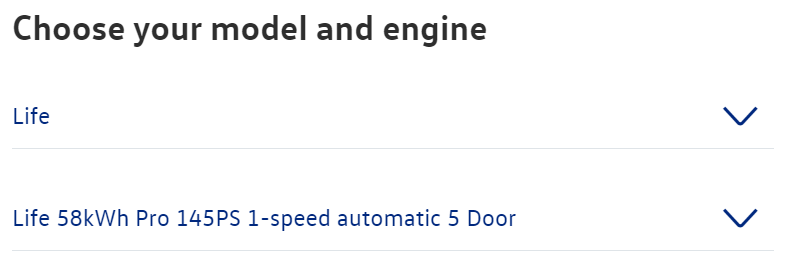 Choose your model and engine
Life
Life 58kWh Pro 145PS 1-speed automatic 5 Door